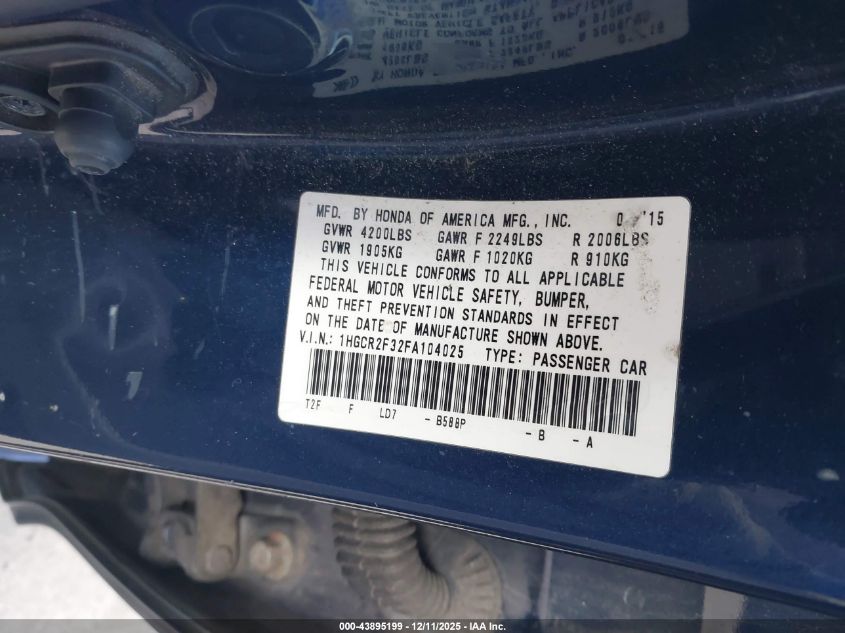 MFD. BY HONDA OF AMERICA MFG., INC. 0 /'15
GVWR 4200LBS GAWR F 2249LBS R 2006LBS
GVWR 1905KG GAWR F 1020KG R 910KG
THIS VEHICLE CONFORMS TO ALL APPLICABLE
FEDERAL MOTOR VEHICLE SAFETY, BUMPER,
AND THEFT PREVENTION STANDARDS IN EFFECT
ON THE DATE OF MANUFACTURE SHOWN ABOVE.
V.I.N.: 1HGCR2F32FA104025 TYPE: PASSENGER CAR
T2F F LD7 - B588P - B - A
000-43895199 - 12/11/2025 - IAA Inc.